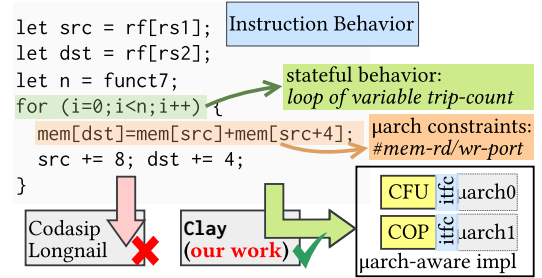 let src = rf[rs1];
Instruction Behavior
let dst = rf[rs2];
let n = funct7;
stateful behavior:
loop of variable trip-count
for (i=0;i<n;i++) {
mem[dst]=mem[src]+mem[src+4];
μarch constraints:
#mem-rd/wr-port
src += 8; dst += 4;
}
Codasip
Longnail
Clay
(our work)
CFU itfc μarch0
COP itfc μarch1
μarch-aware impl